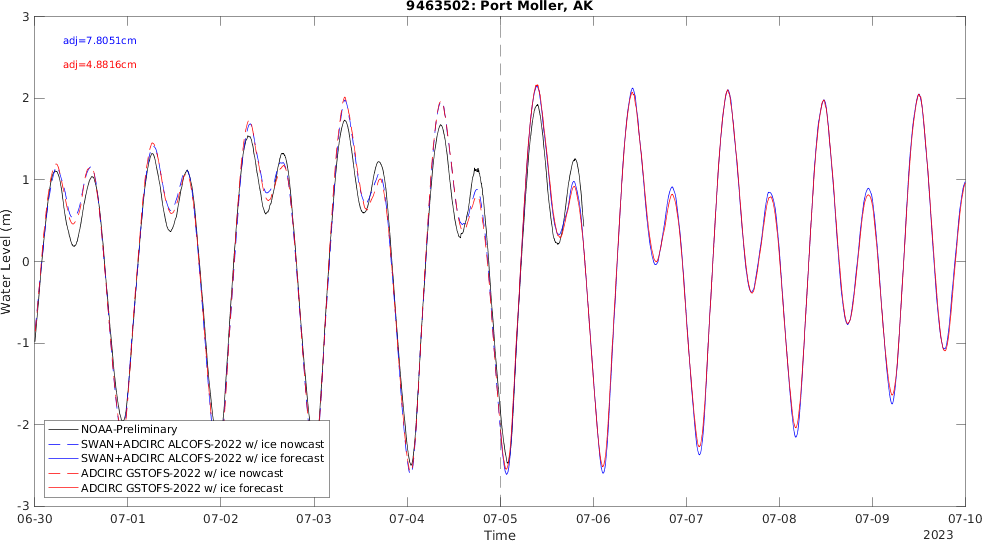 9463502: Port Moller, AK
adj=7.8051cm
adj=4.8816cm
Water Level (m)
3
2
1
0
-1
-2
-3
NOAA-Preliminary
SWAN+ADCIRC ALCOFS-2022 w/ ice nowcast
SWAN+ADCIRC ALCOFS-2022 w/ ice forecast
ADCIRC GSTOFS-2022 w/ ice nowcast
ADCIRC GSTOFS-2022 w/ ice forecast
06-30 07-01 07-02 07-03 07-04 07-05 07-06 07-07 07-08 07-09 07-10
Time
2023